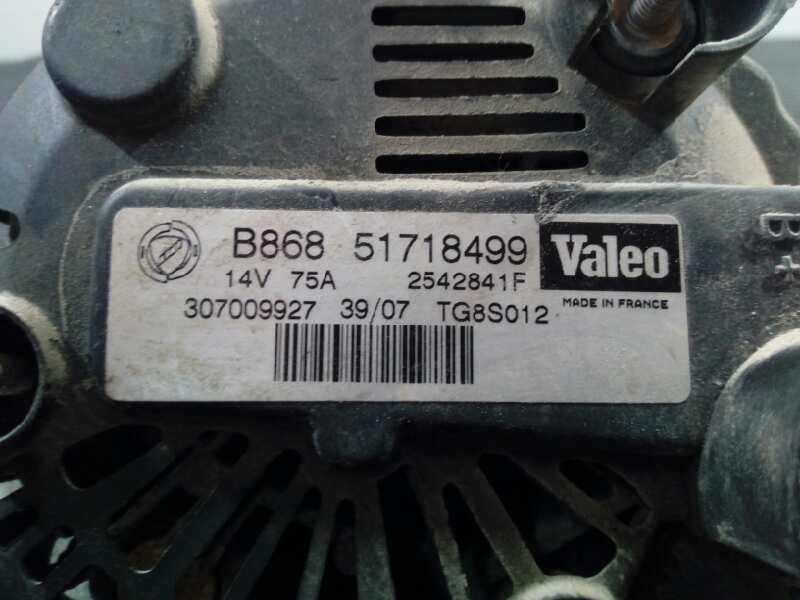 B868 51718499 Valeo
14V 75A 2542841F
MADE IN FRANCE
307009927 39/07 TG8S012
B+